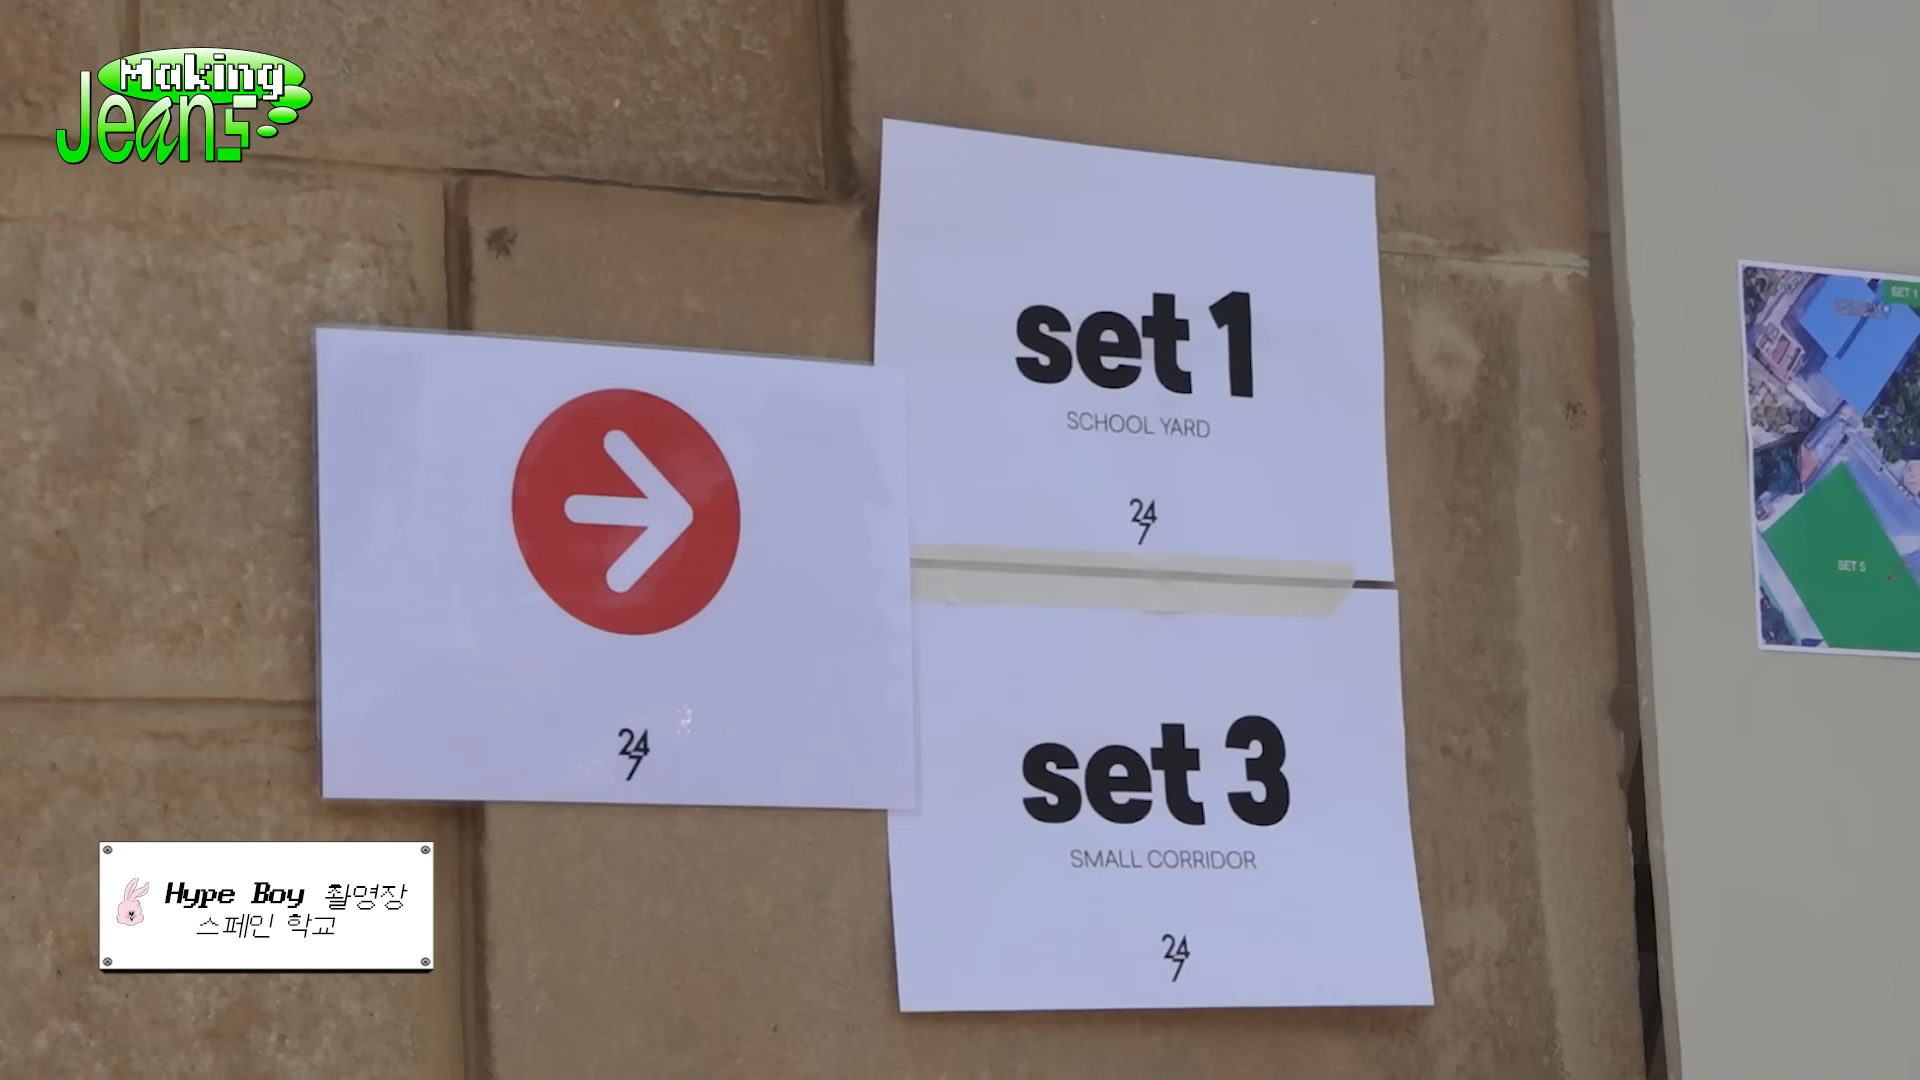 Making
Jeans
set 1
SCHOOL YARD
24
7
24
7
set 3
SMALL CORRIDOR
24
7
SET 1
SET 5
Hype Boy 촬영장
스페인 학교